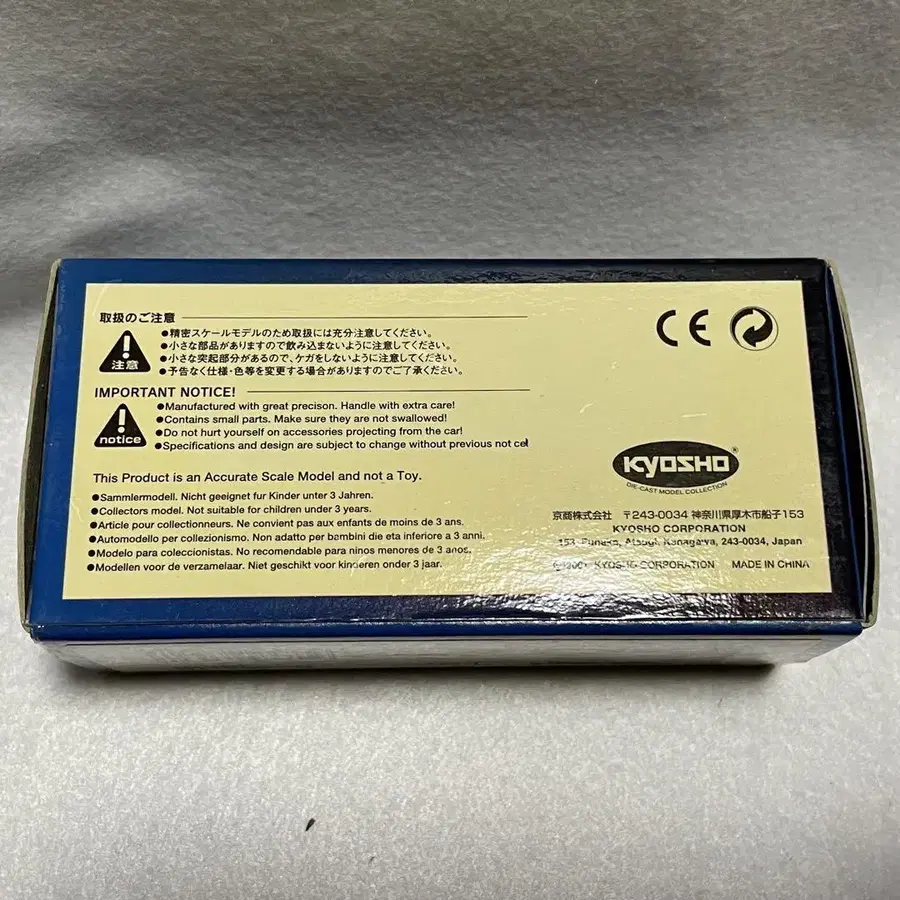 取扱のご注意
注意
●精密スケールモデルのため取扱には充分注意してください。
●小さな部品がありますので飲み込まないように注意してください。
●小さな突起部分があるので、ケガをしないように注意してください。
●予告なく仕様・色等を変更する場合がありますのでご了承ください。
IMPORTANT NOTICE!
notice
●Manufactured with great precison. Handle with extra care!
●Contains small parts. Make sure they are not swallowed!
●Do not hurt yourself on accessories projecting from the car!
●Specifications and design are subject to change without previous not
This Product is an Accurate Scale Model and not a Toy.
●Sammlermodell. Nicht geeignet fur Kinder unter 3 Jahren.
●Collectors model. Not suitable for children under 3 years.
●Article pour collectionneurs. Ne convient pas aux enfants de moins de 3 ans.
●Automodello per collezionismo. Non adatto per bambini die eta inferiore a 3 anni.
●Modelo para coleccionistas. No recomendable para ninos menores de 3 anos.
●Modellen voor de verzamelaar. Niet geschikt voor kinderen onder 3 jaar.
CE
KYOSHO
DIE-CAST MODEL COLLECTION
京商株式会社 〒243-0034 神奈川県厚木市船子153
KYOSHO CORPORATION
153 Funako, Atsugi, Kanagawa, 243-0034, Japan
KYOSHO CORPORATION MADE IN CHINA